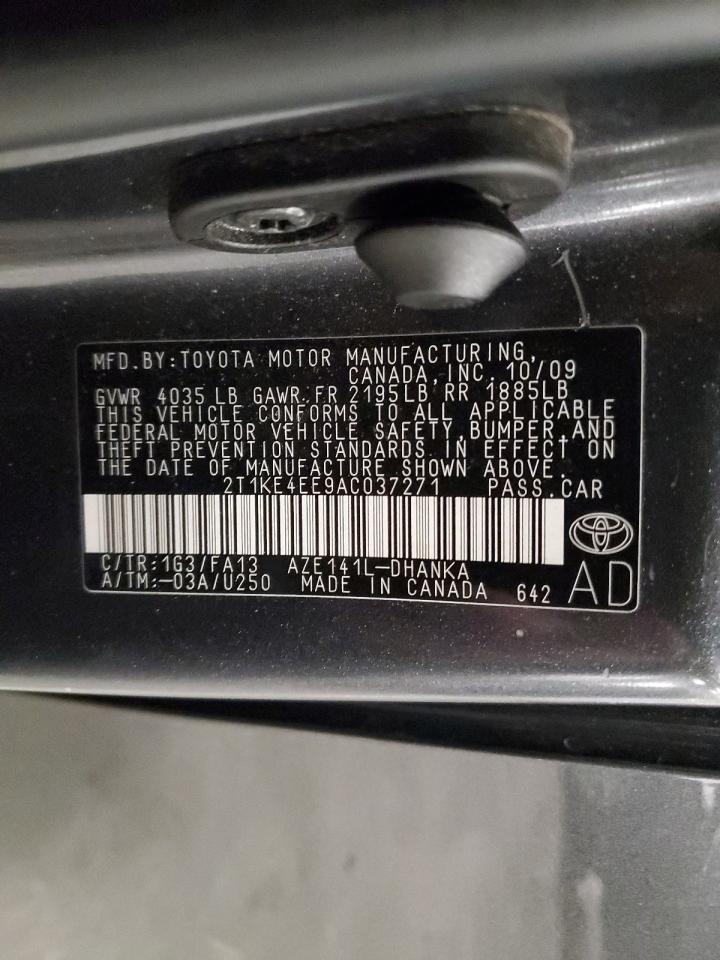 MFD.BY:TOYOTA MOTOR MANUFACTURING,
CANADA,INC. 10/09
GVWR 4035 LB GAWR FR 2195LB RR 1885LB
THIS VEHICLE CONFORMS TO ALL APPLICABLE
FEDERAL MOTOR VEHICLE SAFETY,BUMPER,AND
THEFT PREVENTION STANDARDS IN EFFECT ON
THE DATE OF MANUFACTURE SHOWN ABOVE.
2T1KE4EE9AC037271 PASS.CAR
C/TR:1G3/FA13 AZE141L-DHANKA
A/TM:-03A/U250 MADE IN CANADA 642 AD